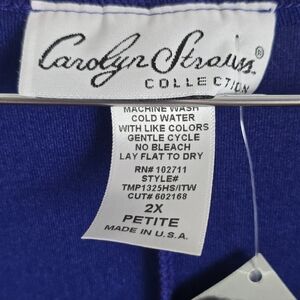 Carolyn Strauss®
COLLECTION
MACHINE WASH
COLD WATER
WITH LIKE COLORS
GENTLE CYCLE
NO BLEACH
LAY FLAT TO DRY
RN# 102711
STYLE#
TMP1325HS/ITW
CUT# 602168
2X
PETITE
MADE IN U.S.A.